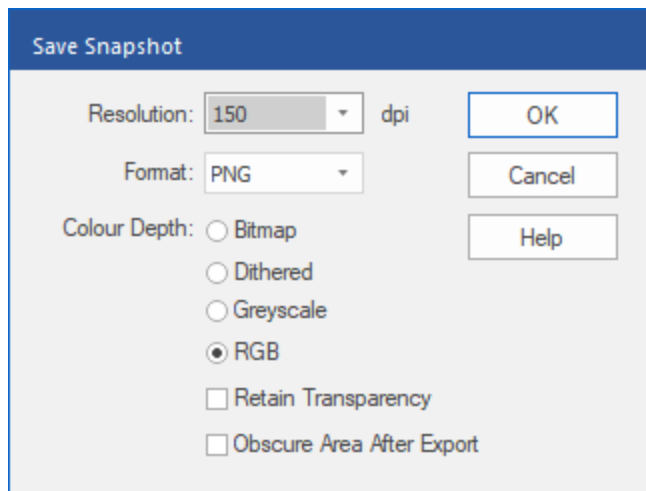 Save Snapshot
Resolution: 150 dpi OK
Format: PNG Cancel
Colour Depth: Bitmap Help
Dithered
Greyscale
RGB
Retain Transparency
Obscure Area After Export